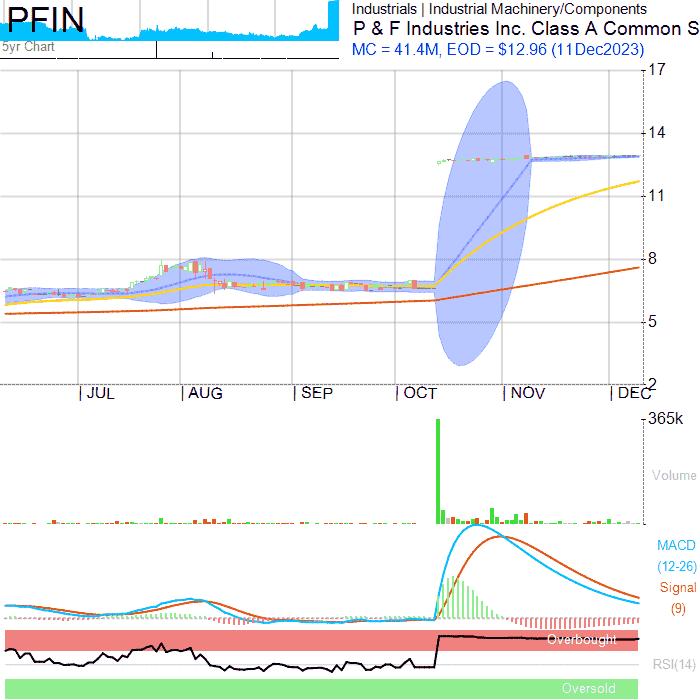 PFIN
5yr Chart
Industrials | Industrial Machinery/Components
P & F Industries Inc. Class A Common S
MC = 41.4M, EOD = $12.96 (11Dec2023)
17
14
11
8
5
2
JUL
AUG
SEP
OCT
NOV
DEC
365k
Volume
MACD
(12-26)
Signal
(9)
Overbought
RSI(14)
Oversold